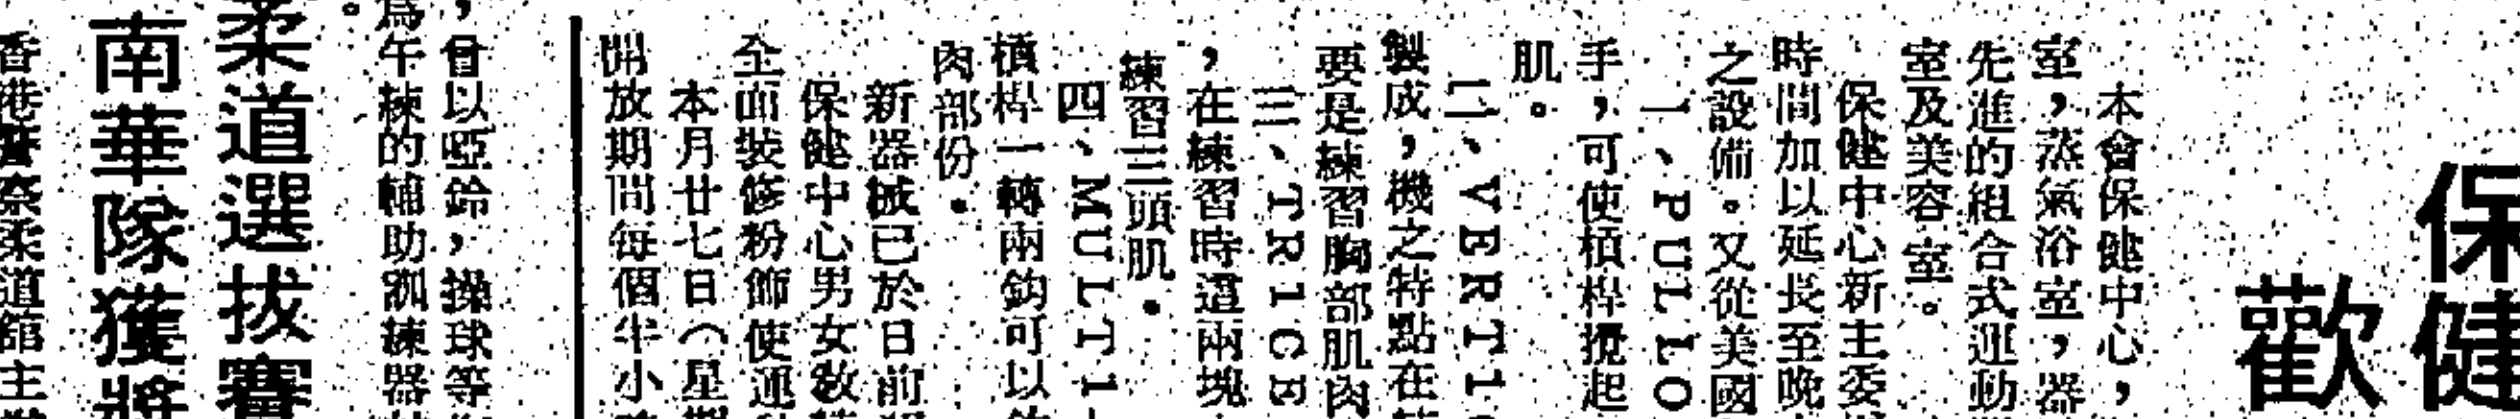 保健
歡
本會保健中心，
室，蒸氣浴室，器
先進的組合式運動
室及美容室。
保健中心新主委
時間加以延長至晚
之設備。又從美國
一、PULLO
手，可使槓桿攪起
肌。
二、VERTIC
製成，機之特點在
要是練習胸部肌肉
三、TRICE
，在練習時這兩塊
練習三頭肌。
四、MULTI-
槓桿一轉兩鈎可以
肉部份。
新器械已於日前
保健中心男女教
全面裝修粉飾使運
本月廿七日（星期
開放期間每個半小
，曾以啞鈴，操球等
為午練的輔助訓練器
。
柔道選拔賽
南華隊獲獎
香港警察柔道館主